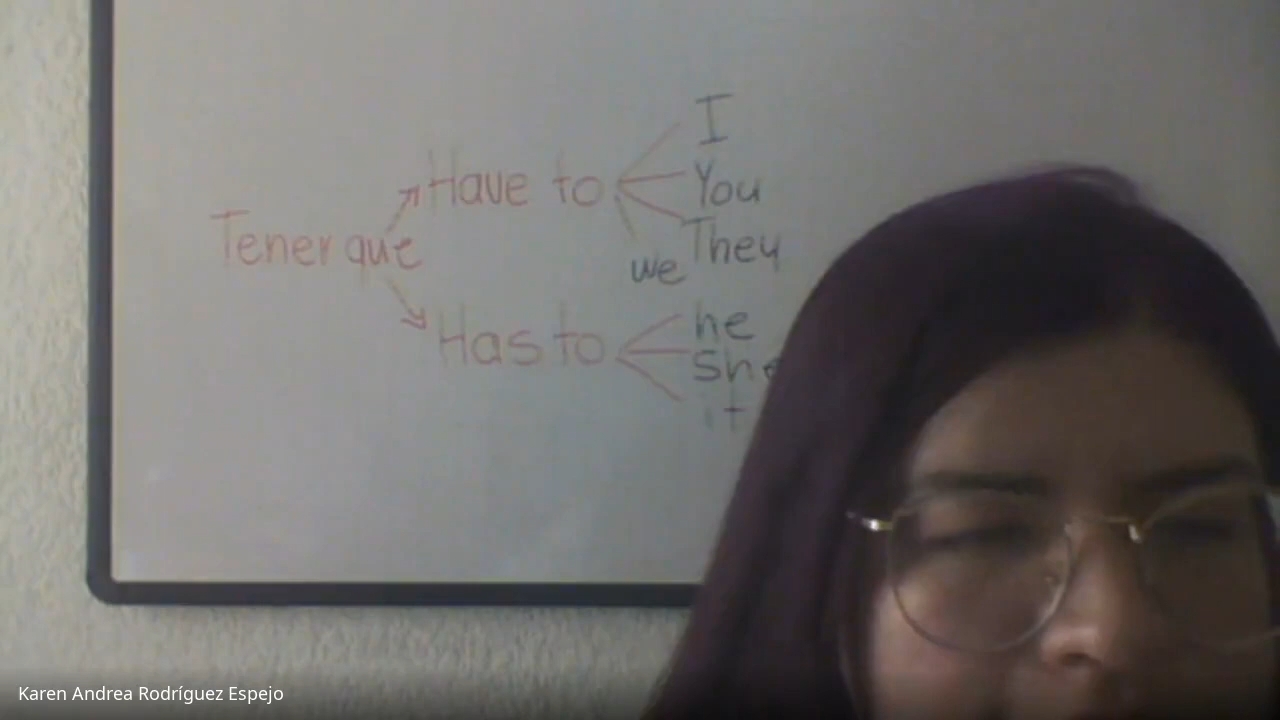 I
Have to
You
Tener que
They
we
he
Has to
She
it
Karen Andrea Rodríguez Espejo